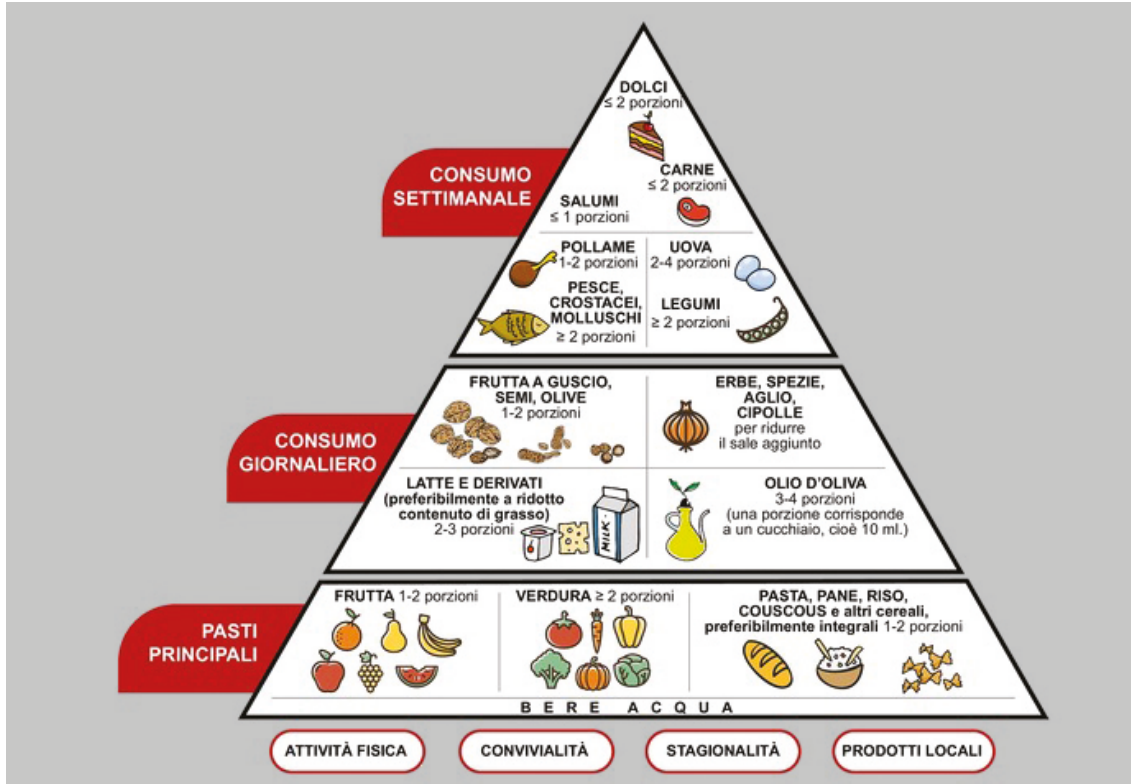 DOLCI
≤ 2 porzioni
CARNE
≤ 2 porzioni
SALUMI
≤ 1 porzioni
CONSUMO
SETTIMANALE
POLLAME
1-2 porzioni
UOVA
2-4 porzioni
PESCE,
CROSTACEI,
MOLLUSCHI
≥ 2 porzioni
LEGUMI
≥ 2 porzioni
FRUTTA A GUSCIO,
SEMI, OLIVE
1-2 porzioni
ERBE, SPEZIE,
AGLIO,
CIPOLLE
per ridurre
il sale aggiunto
CONSUMO
GIORNALIERO
LATTE E DERIVATI
(preferibilmente a ridotto
contenuto di grasso)
2-3 porzioni
MILK
OLIO D'OLIVA
3-4 porzioni
(una porzione corrisponde
a un cucchiaio, cioè 10 ml.)
PASTI
PRINCIPALI
FRUTTA 1-2 porzioni
VERDURA ≥ 2 porzioni
PASTA, PANE, RISO,
COUSCOUS e altri cereali,
preferibilmente integrali 1-2 porzioni
BERE ACQUA
ATTIVITÀ FISICA
CONVIVIALITÀ
STAGIONALITÀ
PRODOTTI LOCALI